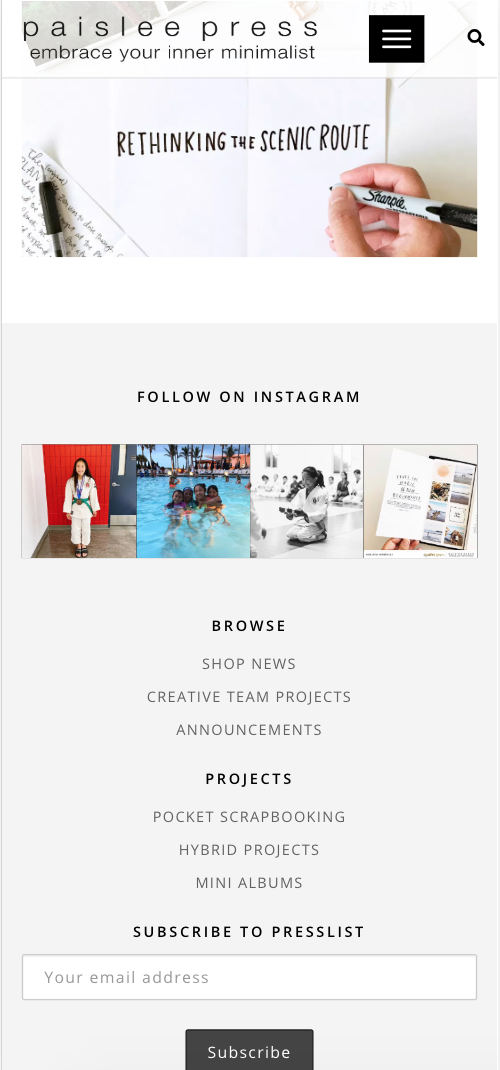 paislee press
embrace your inner minimalist
RETHINKING THE SCENIC ROUTE
Sharpie
FOLLOW ON INSTAGRAM
BROWSE
SHOP NEWS
CREATIVE TEAM PROJECTS
ANNOUNCEMENTS
PROJECTS
POCKET SCRAPBOOKING
HYBRID PROJECTS
MINI ALBUMS
SUBSCRIBE TO PRESSLIST
Your email address
Subscribe